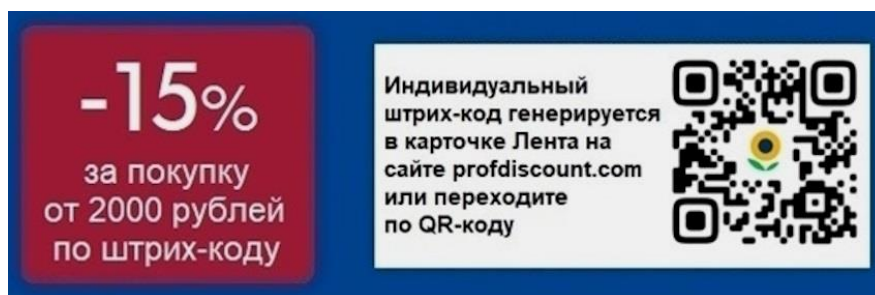 -15%
за покупку
от 2000 рублей
по штрих-коду
Индивидуальный
штрих-код генерируется
в карточке Лента на
сайте profdiscount.com
или переходите
по QR-коду